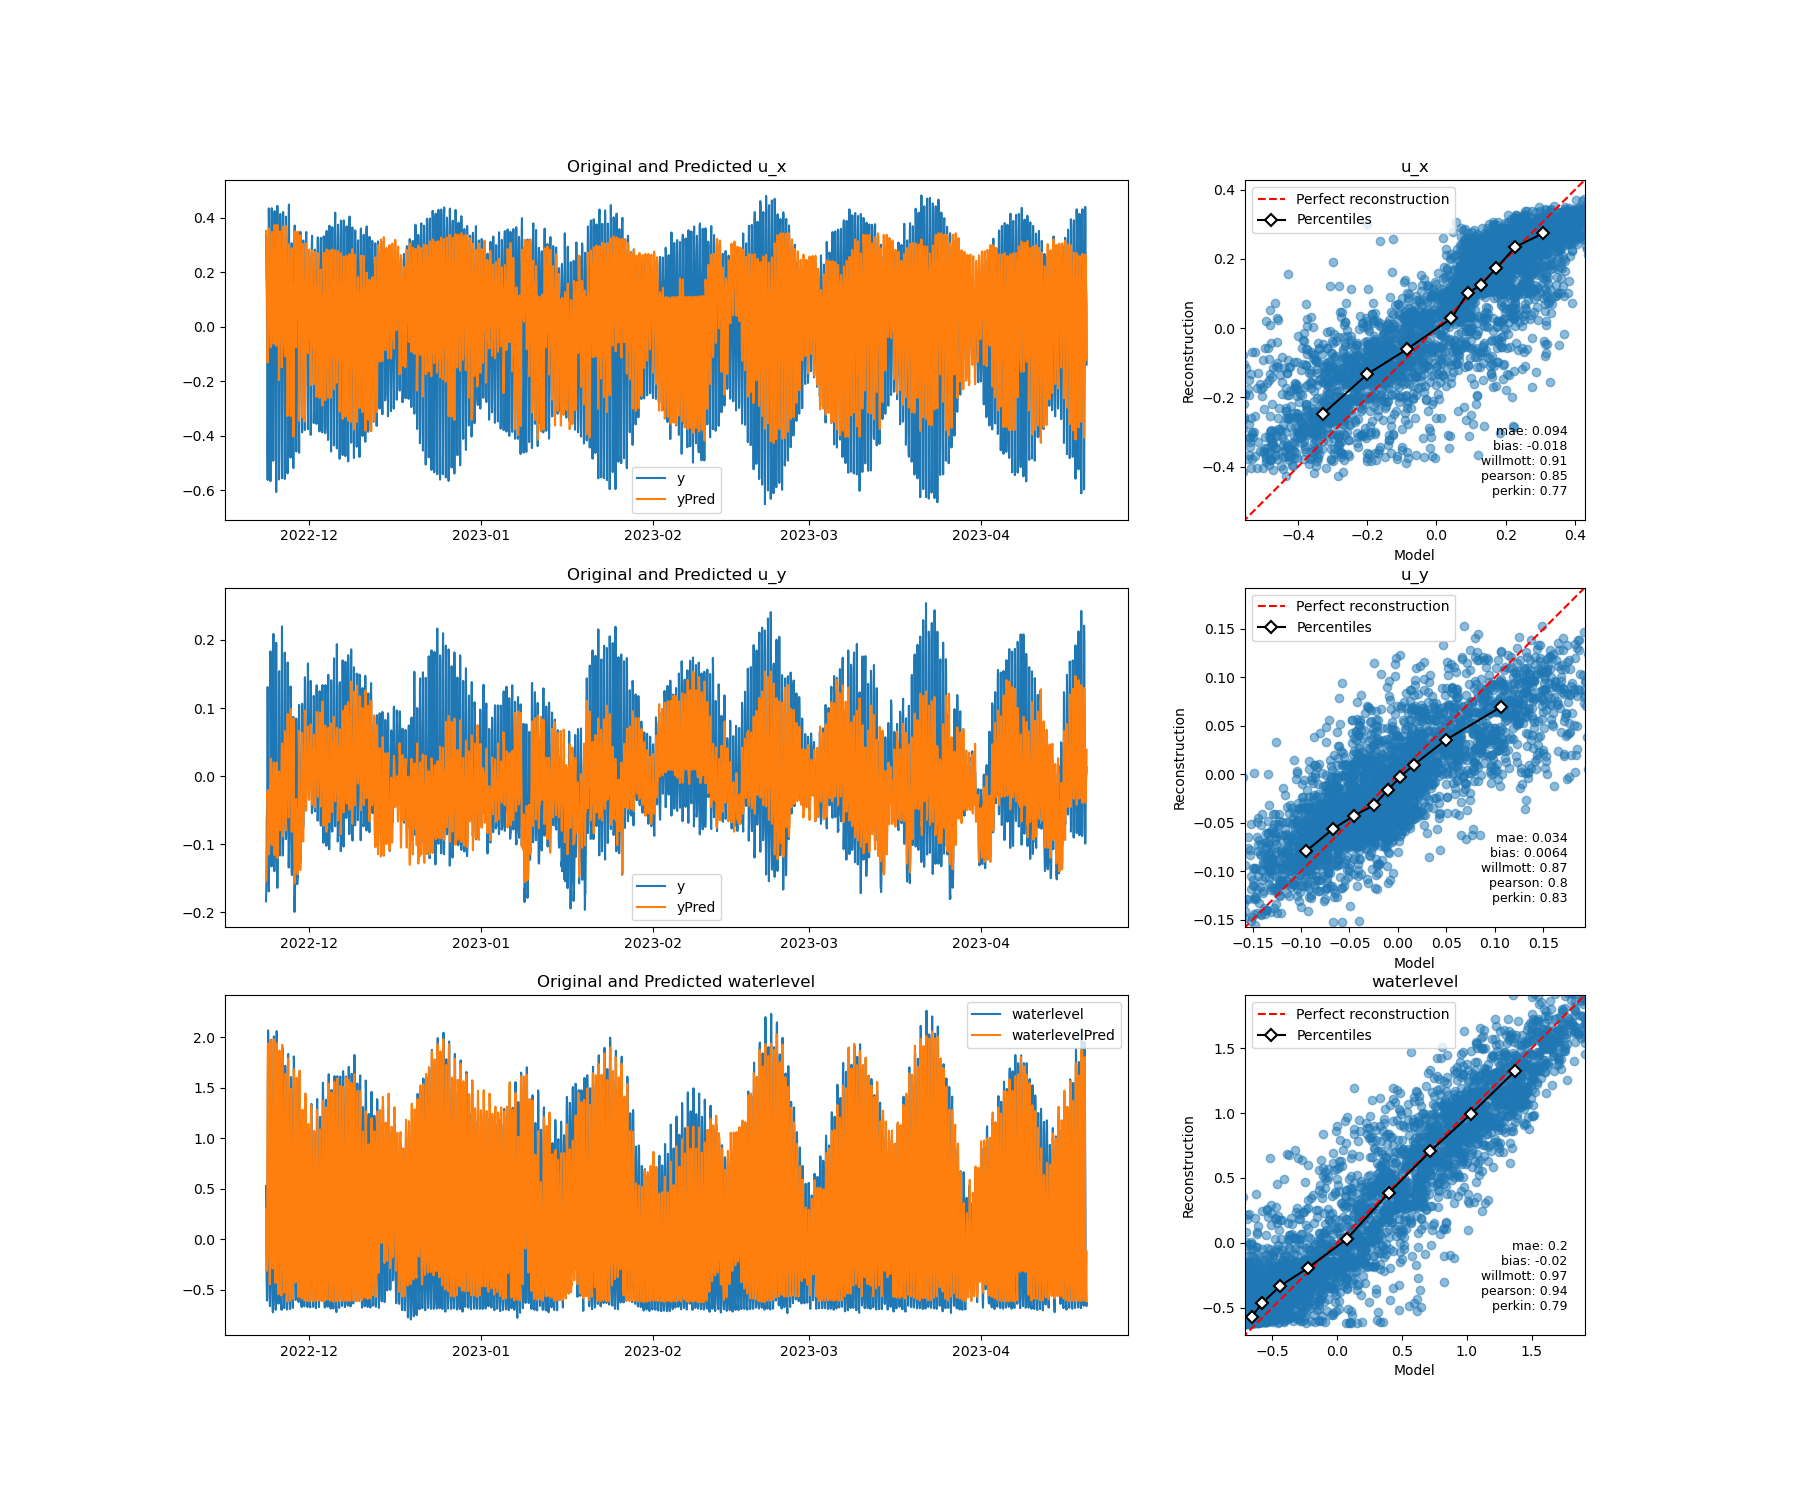 Original and Predicted u_x
0.4
0.2
0.0
−0.2
−0.4
−0.6
y
yPred
2022-12 2023-01 2023-02 2023-03 2023-04
u_x
Perfect reconstruction
Percentiles
Reconstruction
0.4
0.2
0.0
−0.2
−0.4
mae: 0.094
bias: -0.018
willmott: 0.91
pearson: 0.85
perkin: 0.77
−0.4 −0.2 0.0 0.2 0.4
Model
Original and Predicted u_y
0.2
0.1
0.0
−0.1
−0.2
y
yPred
2022-12 2023-01 2023-02 2023-03 2023-04
u_y
Perfect reconstruction
Percentiles
Reconstruction
0.15
0.10
0.05
0.00
−0.05
−0.10
−0.15
mae: 0.034
bias: 0.0064
willmott: 0.87
pearson: 0.8
perkin: 0.83
−0.15 −0.10 −0.05 0.00 0.05 0.10 0.15
Model
Original and Predicted waterlevel
waterlevel
waterlevelPred
2.0
1.5
1.0
0.5
0.0
−0.5
2022-12 2023-01 2023-02 2023-03 2023-04
waterlevel
Perfect reconstruction
Percentiles
Reconstruction
1.5
1.0
0.5
0.0
−0.5
mae: 0.2
bias: -0.02
willmott: 0.97
pearson: 0.94
perkin: 0.79
−0.5 0.0 0.5 1.0 1.5
Model